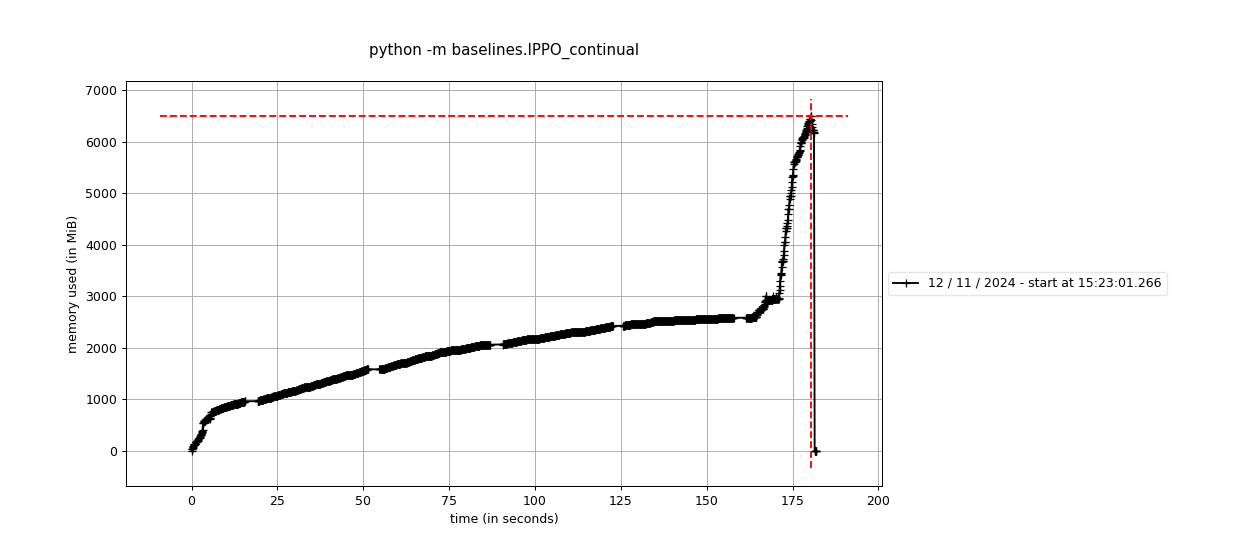 python -m baselines.IPPO_continual
7000
6000
5000
4000
3000
2000
1000
0
memory used (in MiB)
0 25 50 75 100 125 150 175 200
time (in seconds)
12 / 11 / 2024 - start at 15:23:01.266